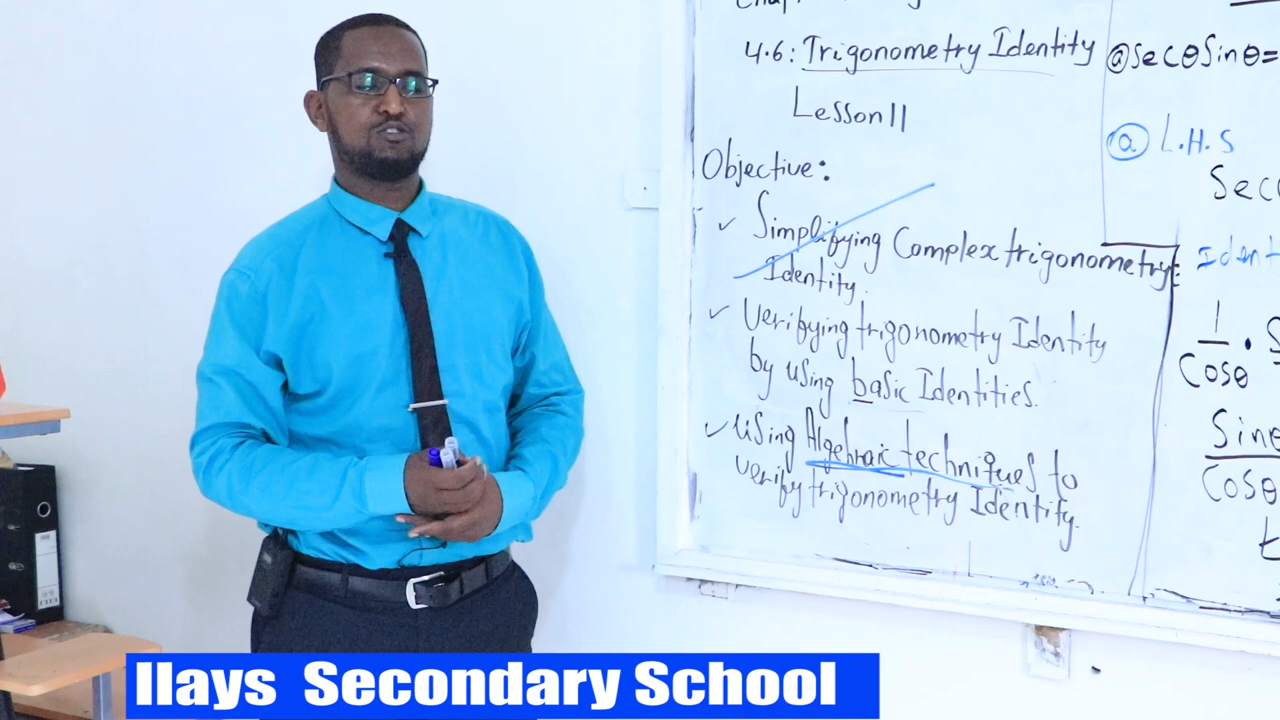 4.6: Trigonometry Identity
Lesson 11
Objective:
✓ Simplifying Complex trigonometry
Identity.
✓ Verifying trigonometry Identity
by using basic Identities.
✓ Using Algebraic techniques to
verify trigonometry Identity.
ⓐ Secθ Sinθ=
ⓐ L.H.S
1
Cosθ
Sinθ
Cosθ
Ilays Secondary School